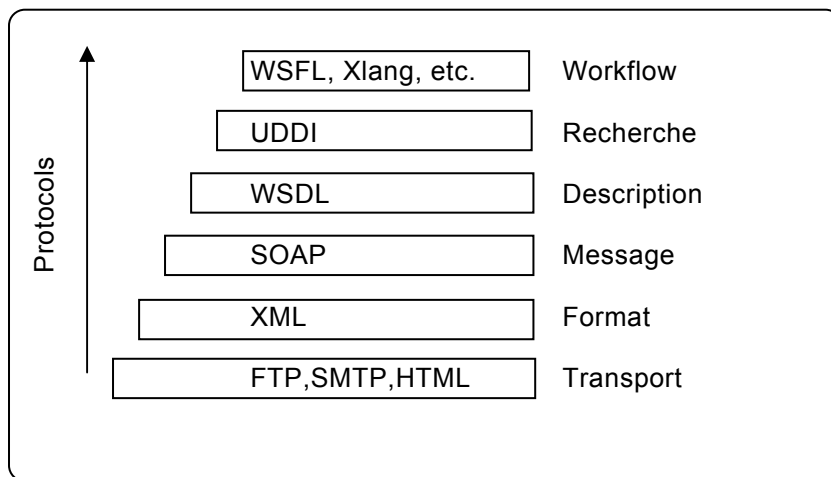 WSFL, Xlang, etc. Workflow
UDDI Recherche
WSDL Description
SOAP Message
XML Format
FTP,SMTP,HTML Transport
Protocols